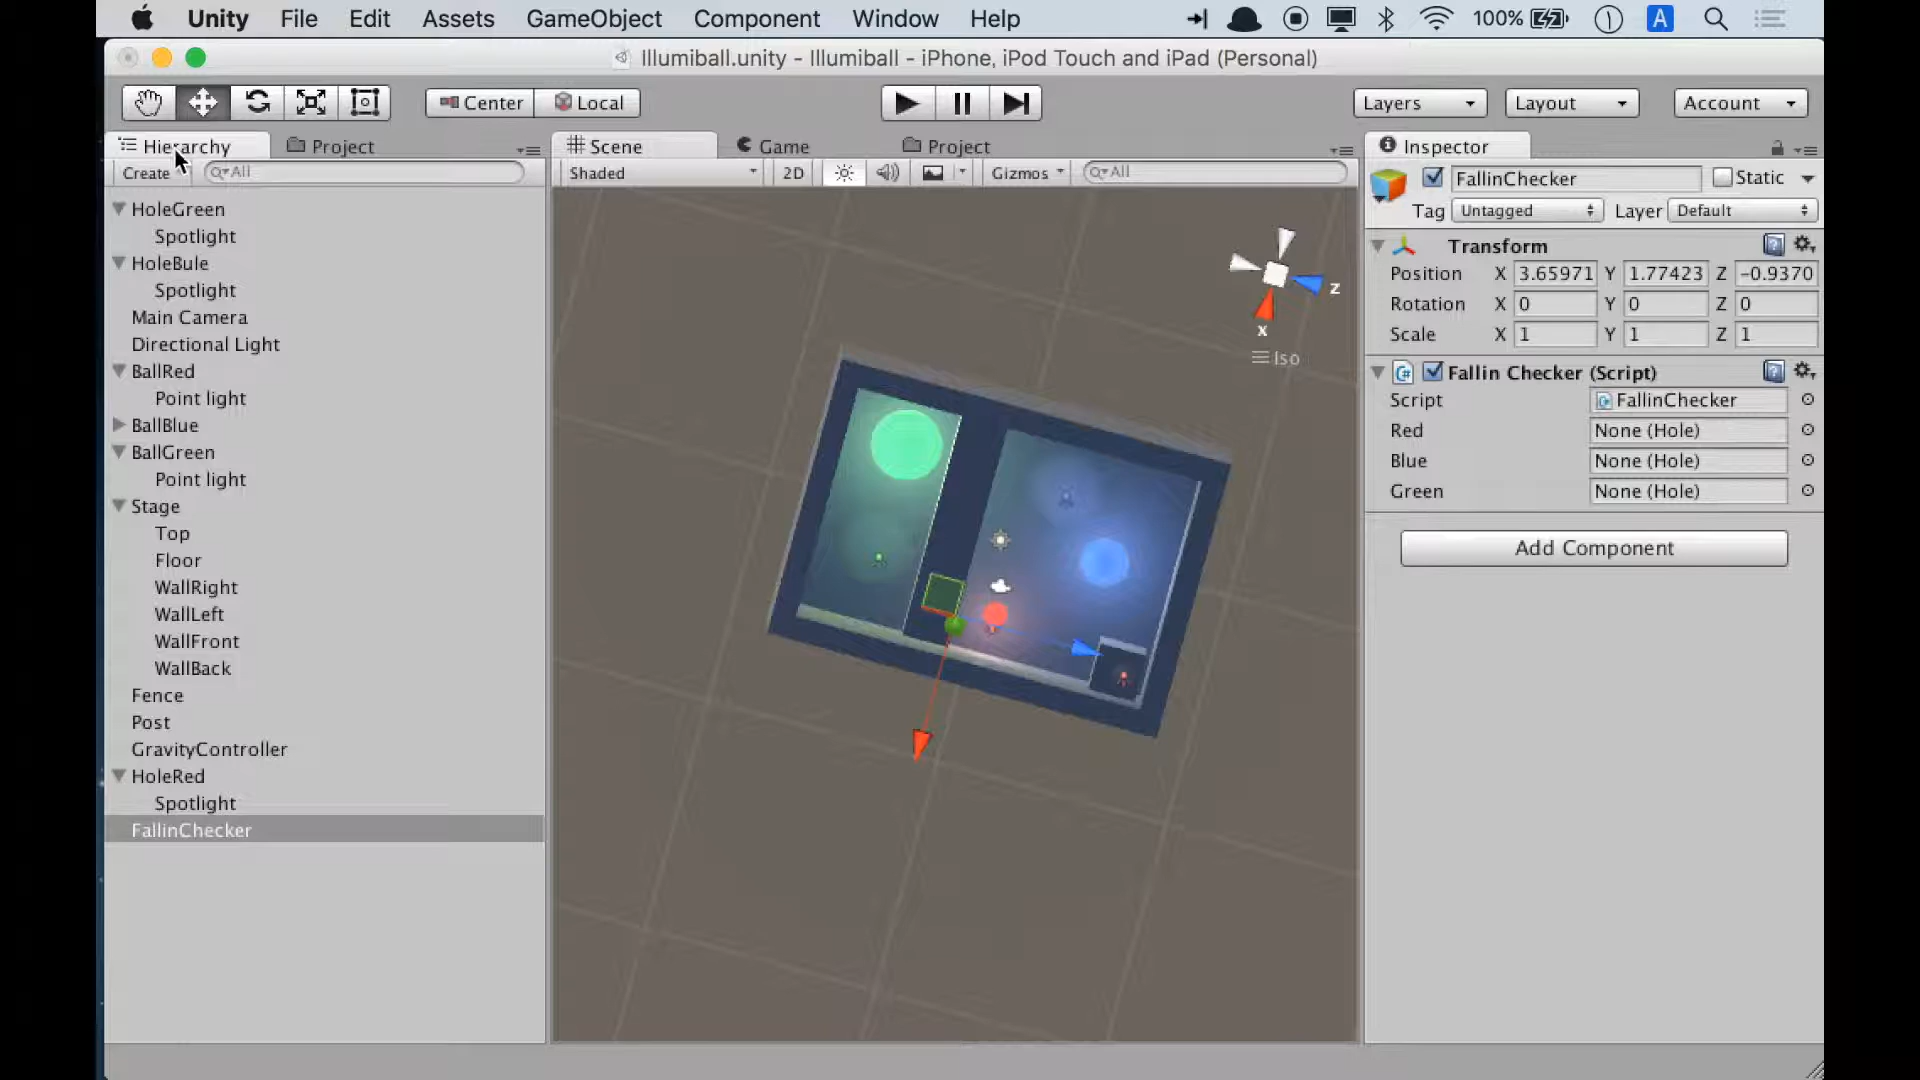 Unity File Edit Assets GameObject Component Window Help 100% A
Illumiball.unity - Illumiball - iPhone, iPod Touch and iPad (Personal)
Center Local Layers Layout Account
Hierarchy Project Scene Game Project Inspector
Create All Shaded 2D Gizmos All
FallinChecker Static
Tag Untagged Layer Default
Transform
Position X 3.65971 Y 1.77423 Z -0.9370
Rotation X 0 Y 0 Z 0
Scale X 1 Y 1 Z 1
Fallin Checker (Script)
Script FallinChecker
Red None (Hole)
Blue None (Hole)
Green None (Hole)
Add Component
HoleGreen
Spotlight
HoleBule
Spotlight
Main Camera
Directional Light
BallRed
Point light
BallBlue
BallGreen
Point light
Stage
Top
Floor
WallRight
WallLeft
WallFront
WallBack
Fence
Post
GravityController
HoleRed
Spotlight
FallinChecker
z
x
Iso